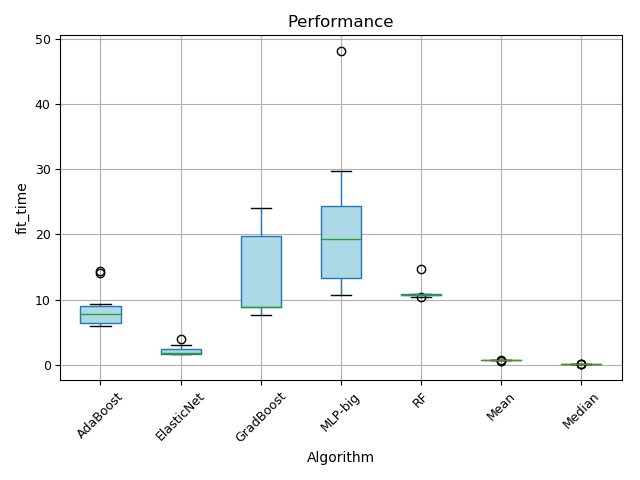 Performance
50
40
30
20
10
0
fit_time
AdaBoost
ElasticNet
GradBoost
MLP-big
RF
Mean
Median
Algorithm